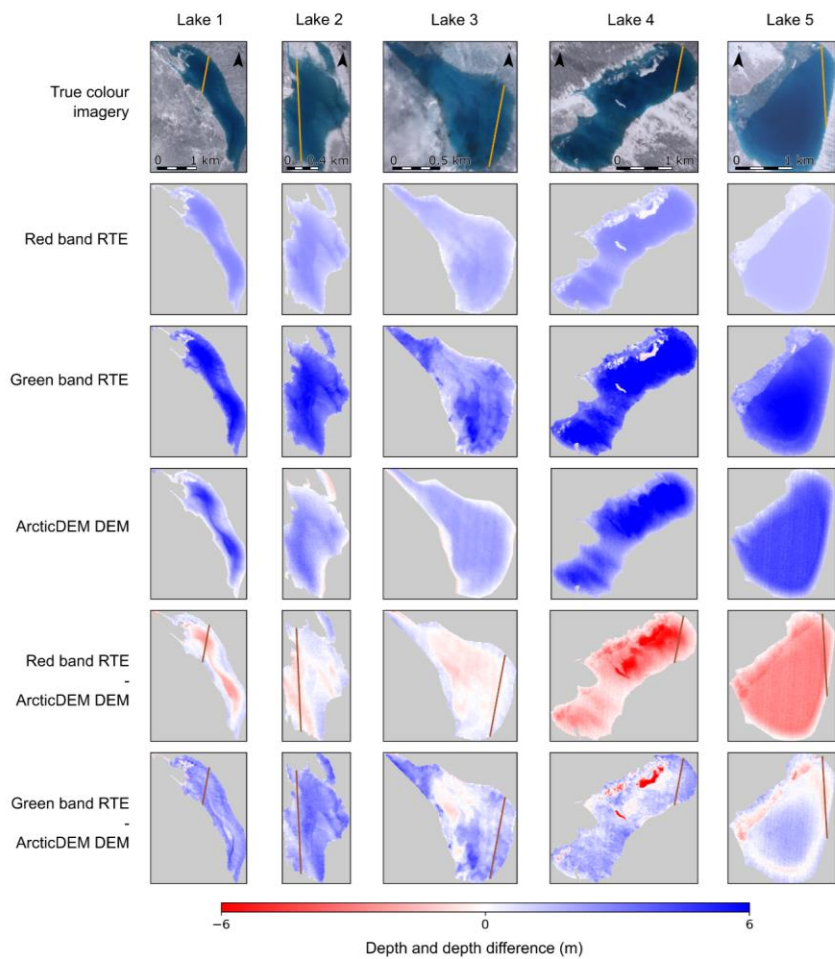 Lake 1 Lake 2 Lake 3 Lake 4 Lake 5
True colour
imagery
N N N N N
0 1 km 0 0.4 km 0 0.5 km 0 1 km 0 1 km
Red band RTE
Green band RTE
ArcticDEM DEM
Red band RTE
-
ArcticDEM DEM
Green band RTE
-
ArcticDEM DEM
−6 0 6
Depth and depth difference (m)